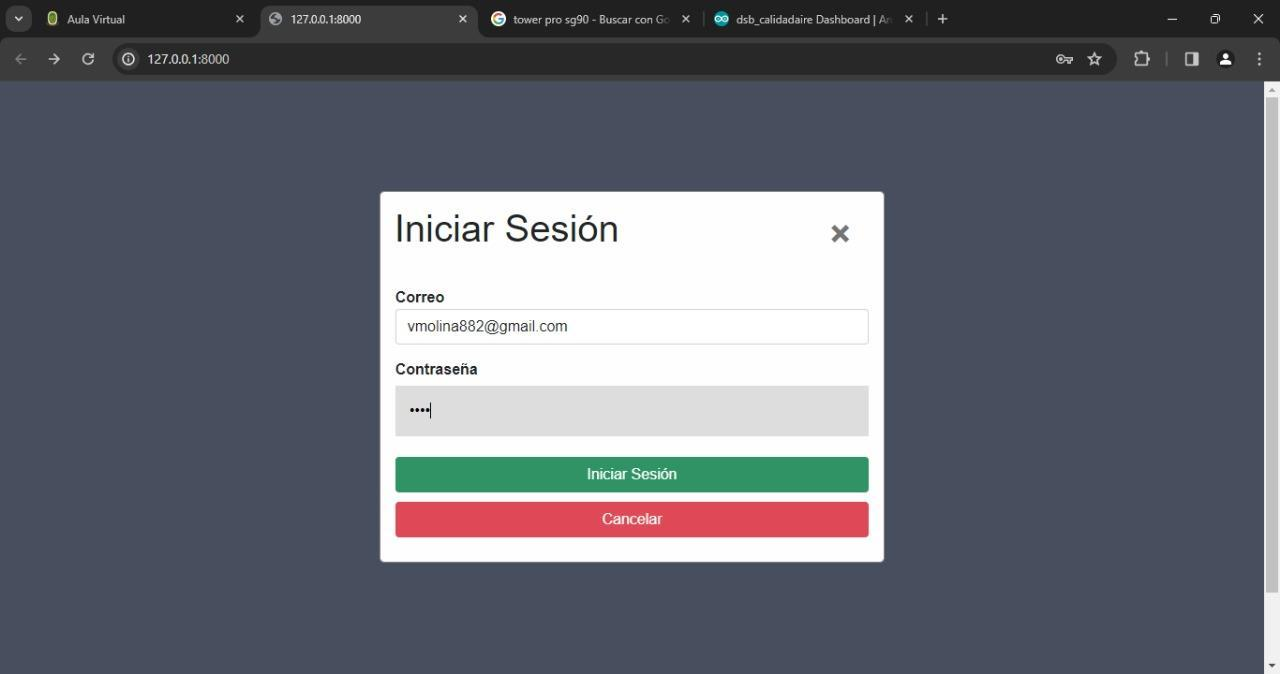 Aula Virtual
127.0.0.1:8000
tower pro sg90 - Buscar con Go
dsb_calidadaire Dashboard | Ar
127.0.0.1:8000
Iniciar Sesión
Correo
vmolina882@gmail.com
Contraseña
••••
Iniciar Sesión
Cancelar